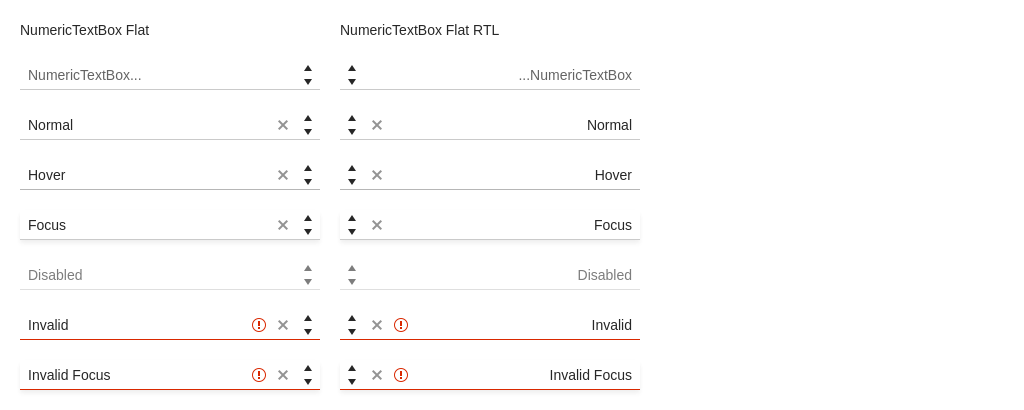 NumericTextBox Flat
NumericTextBox...
Normal
Hover
Focus
Disabled
Invalid
Invalid Focus
NumericTextBox Flat RTL
...NumericTextBox
Normal
Hover
Focus
Disabled
Invalid
Invalid Focus